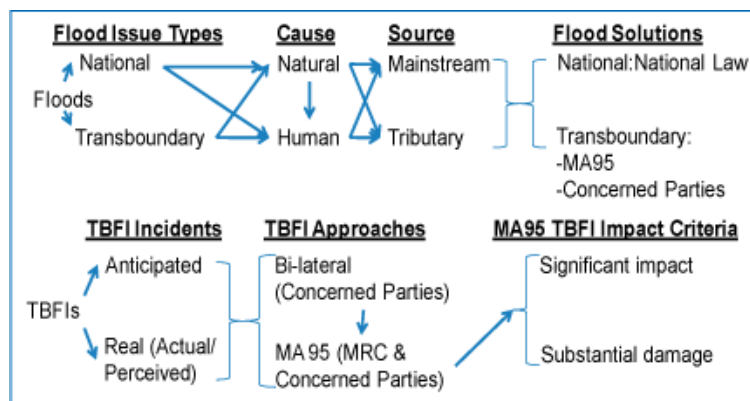 Flood Issue Types Cause Source Flood Solutions
National Natural Mainstream National:National Law
Floods
Transboundary Human Tributary Transboundary:
-MA95
-Concerned Parties
TBFI Incidents TBFI Approaches MA95 TBFI Impact Criteria
Anticipated Bi-lateral Significant impact
(Concerned Parties)
TBFIs
Real (Actual/ MA 95 (MRC & Substantial damage
Perceived) Concerned Parties)